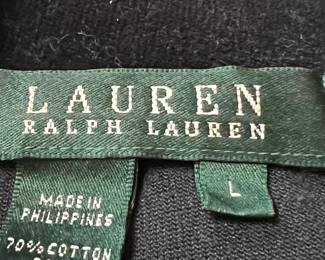 LAUREN
RALPH LAUREN
L
MADE IN
PHILIPPINES
70% COTTON